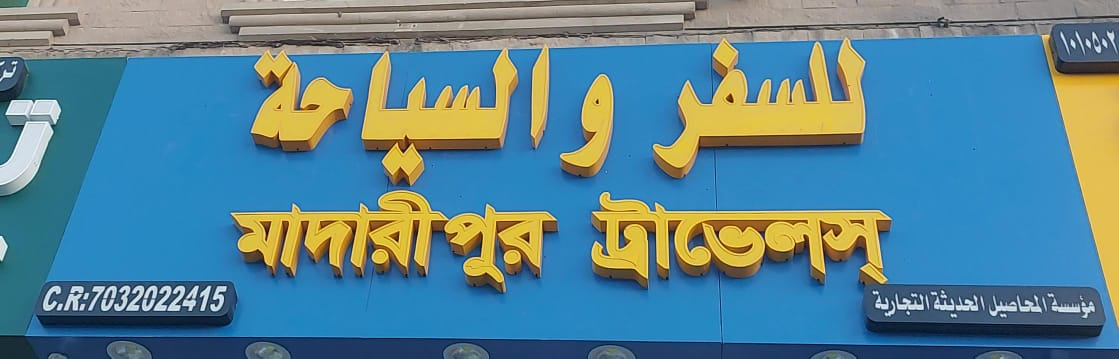 للسفر والسياحة
মাদারীপুর ট্রাভেলস্
C.R:7032022415
مؤسسة المحاصيل الحديثة التجارية